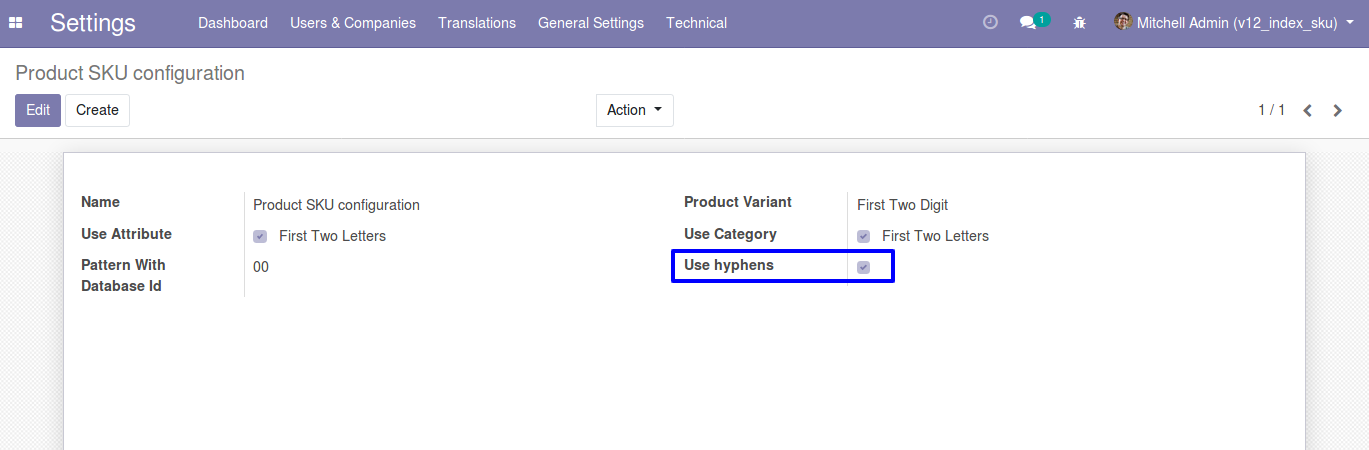 Settings Dashboard Users & Companies Translations General Settings Technical 1 Mitchell Admin (v12_index_sku)
Product SKU configuration
Edit Create Action 1 / 1
Name Product SKU configuration Product Variant First Two Digit
Use Attribute First Two Letters Use Category First Two Letters
Pattern With 00 Use hyphens
Database Id